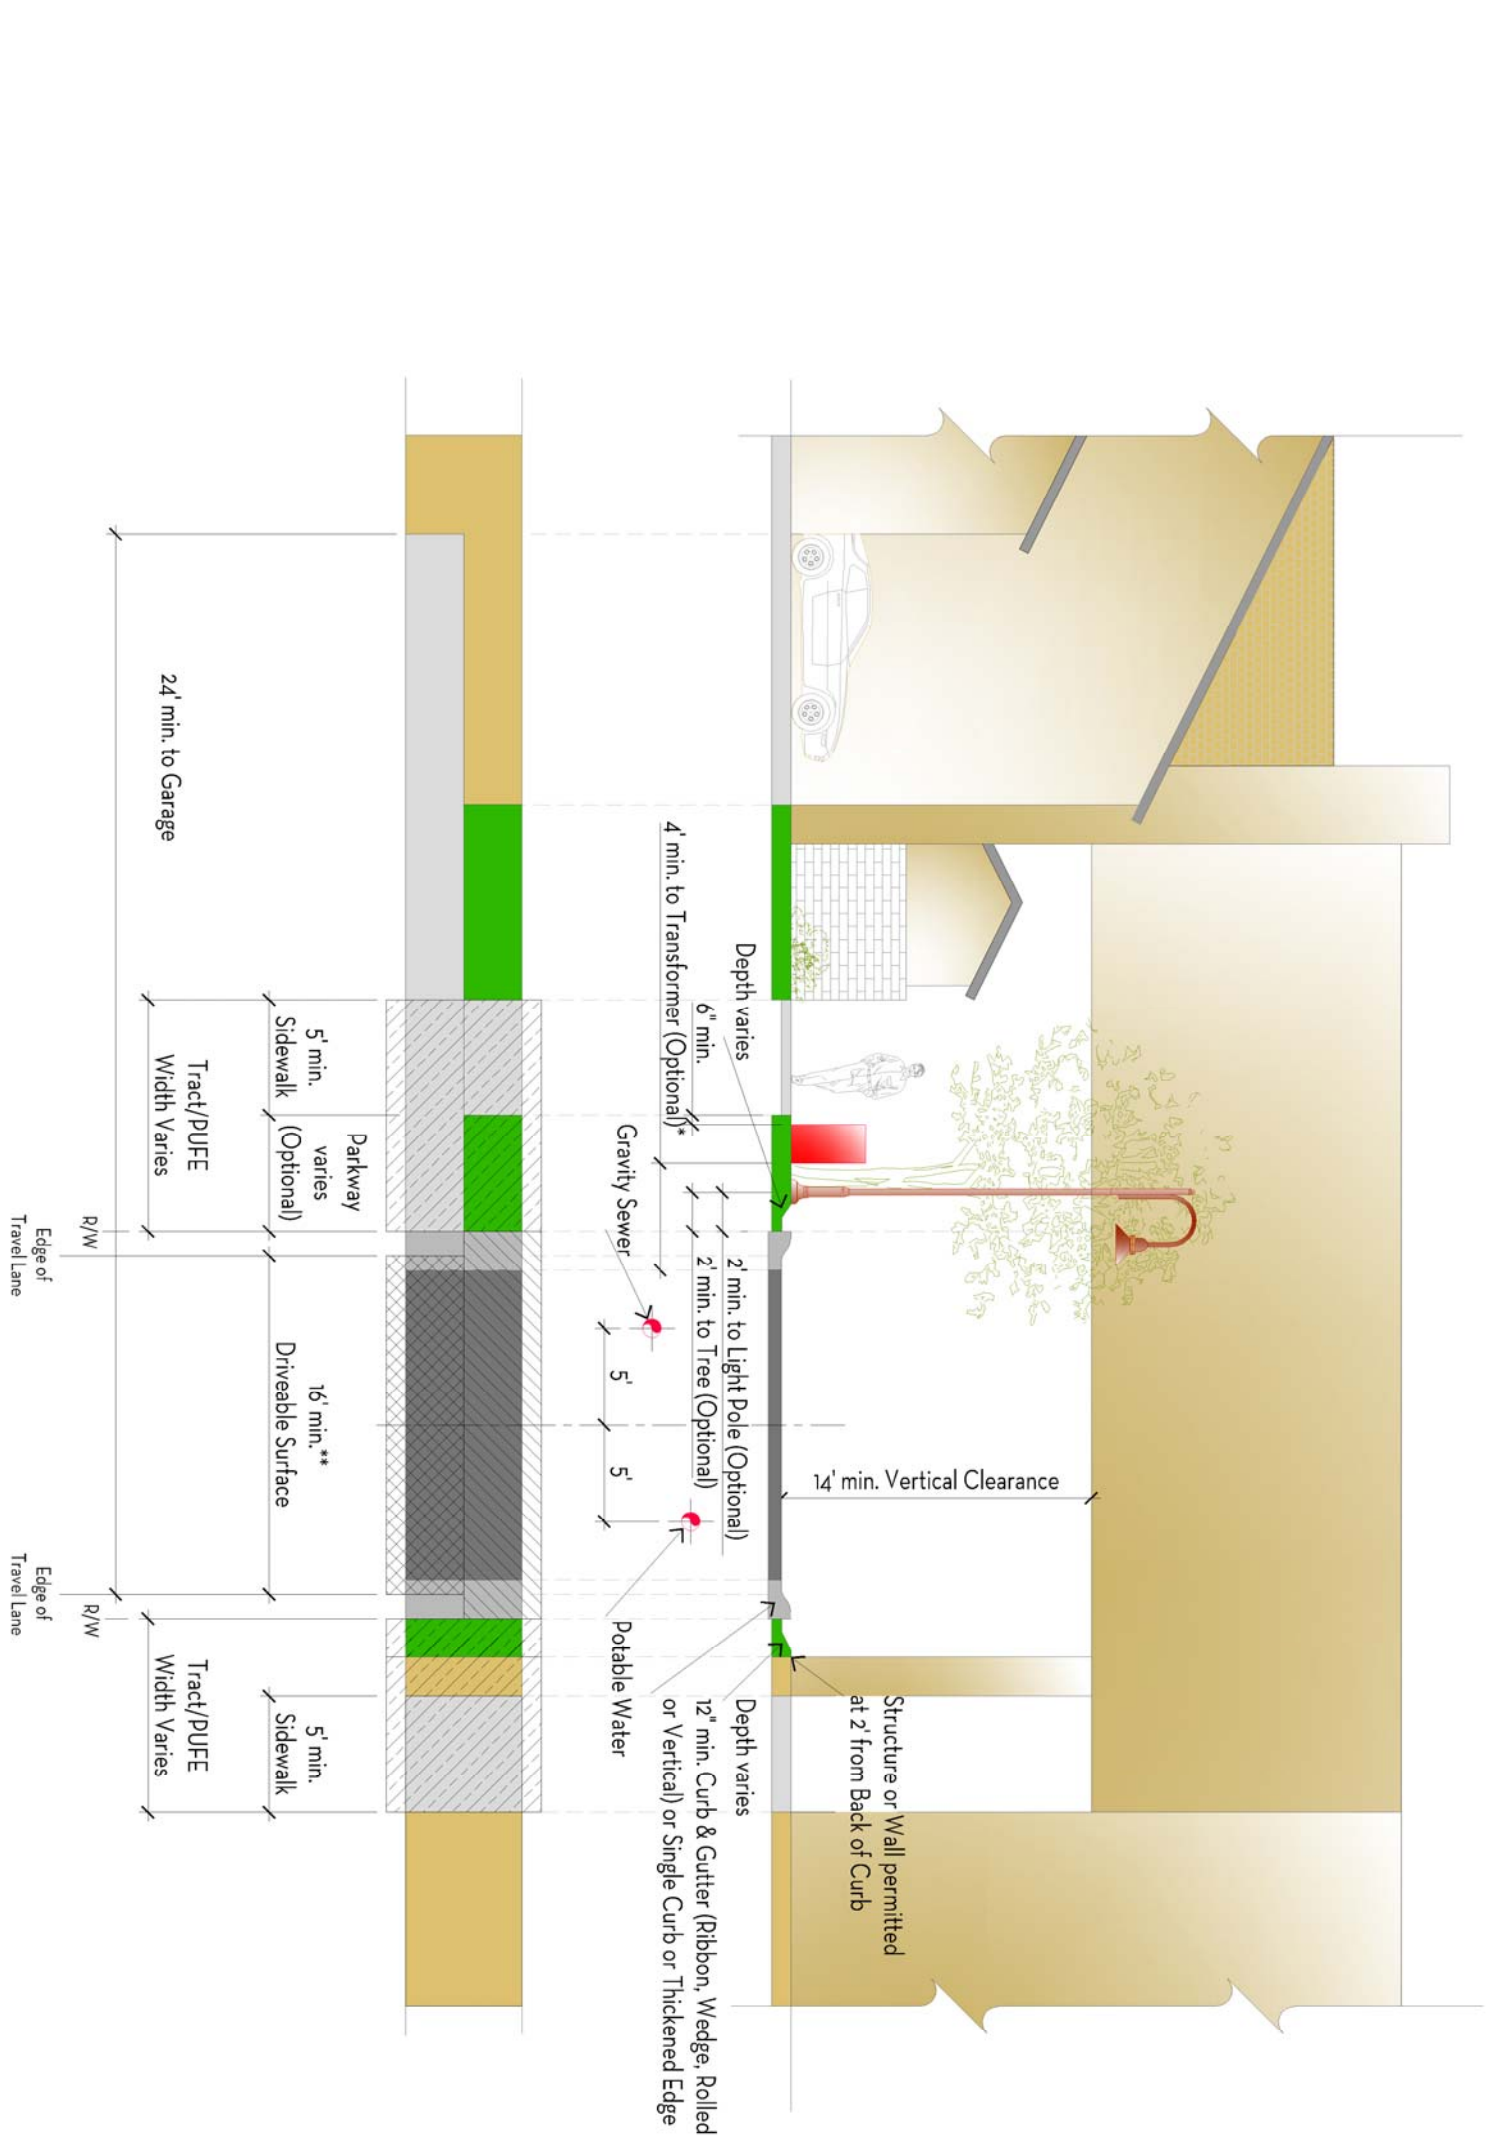 14' min. Vertical Clearance
Structure or Wall permitted
at 2' from Back of Curb
Depth varies
6" min.
4' min. to Transformer (Optional)*
Gravity Sewer
2' min. to Light Pole (Optional)
2' min. to Tree (Optional)
5'
5'
Potable Water
Depth varies
12" min. Curb & Gutter (Ribbon, Wedge, Rolled
or Vertical) or Single Curb or Thickened Edge
5' min.
Sidewalk
Parkway
varies
(Optional)
16' min.**
Driveable Surface
5' min.
Sidewalk
24' min. to Garage
Tract/PUFE
Width Varies
Tract/PUFE
Width Varies
R/W
R/W
Edge of
Travel Lane
Edge of
Travel Lane